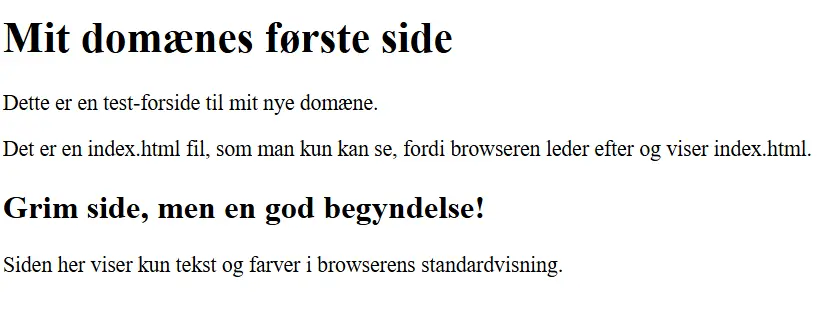 Mit domænes første side
Dette er en test-forside til mit nye domæne.
Det er en index.html fil, som man kun kan se, fordi browseren leder efter og viser index.html.
Grim side, men en god begyndelse!
Siden her viser kun tekst og farver i browserens standardvisning.